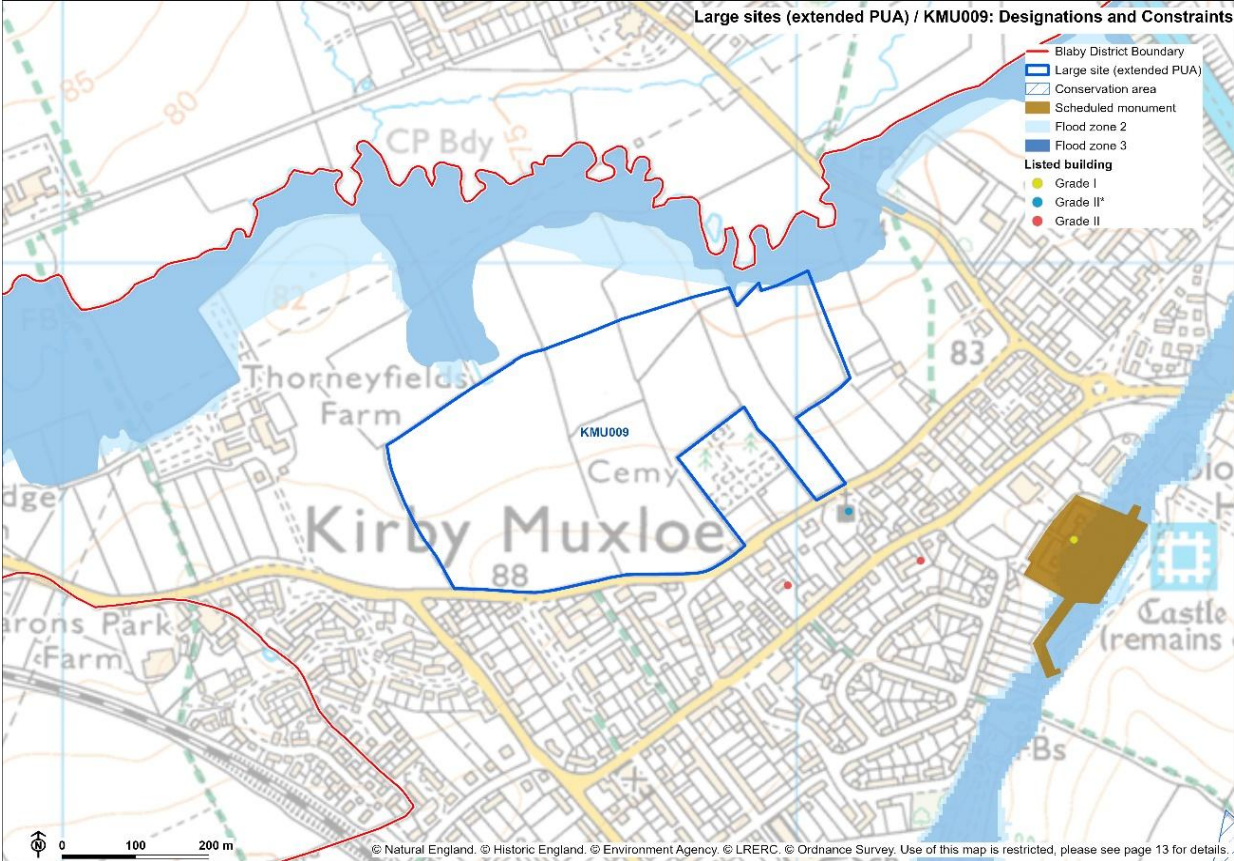 Large sites (extended PUA) / KMU009: Designations and Constraints
Blaby District Boundary
Large site (extended PUA)
Conservation area
Scheduled monument
Flood zone 2
Flood zone 3
Listed building
Grade I
Grade II*
Grade II
85
80
CP Bdy
75
FB
74
82
FB
83
Thorneyfields
Farm
KMU009
Cemy
Kirby Muxloe
88
Castle
(remains
Farm
FBs
0 100 200 m
© Natural England. © Historic England. © Environment Agency. © LRERC. © Ordnance Survey. Use of this map is restricted, please see page 13 for details.